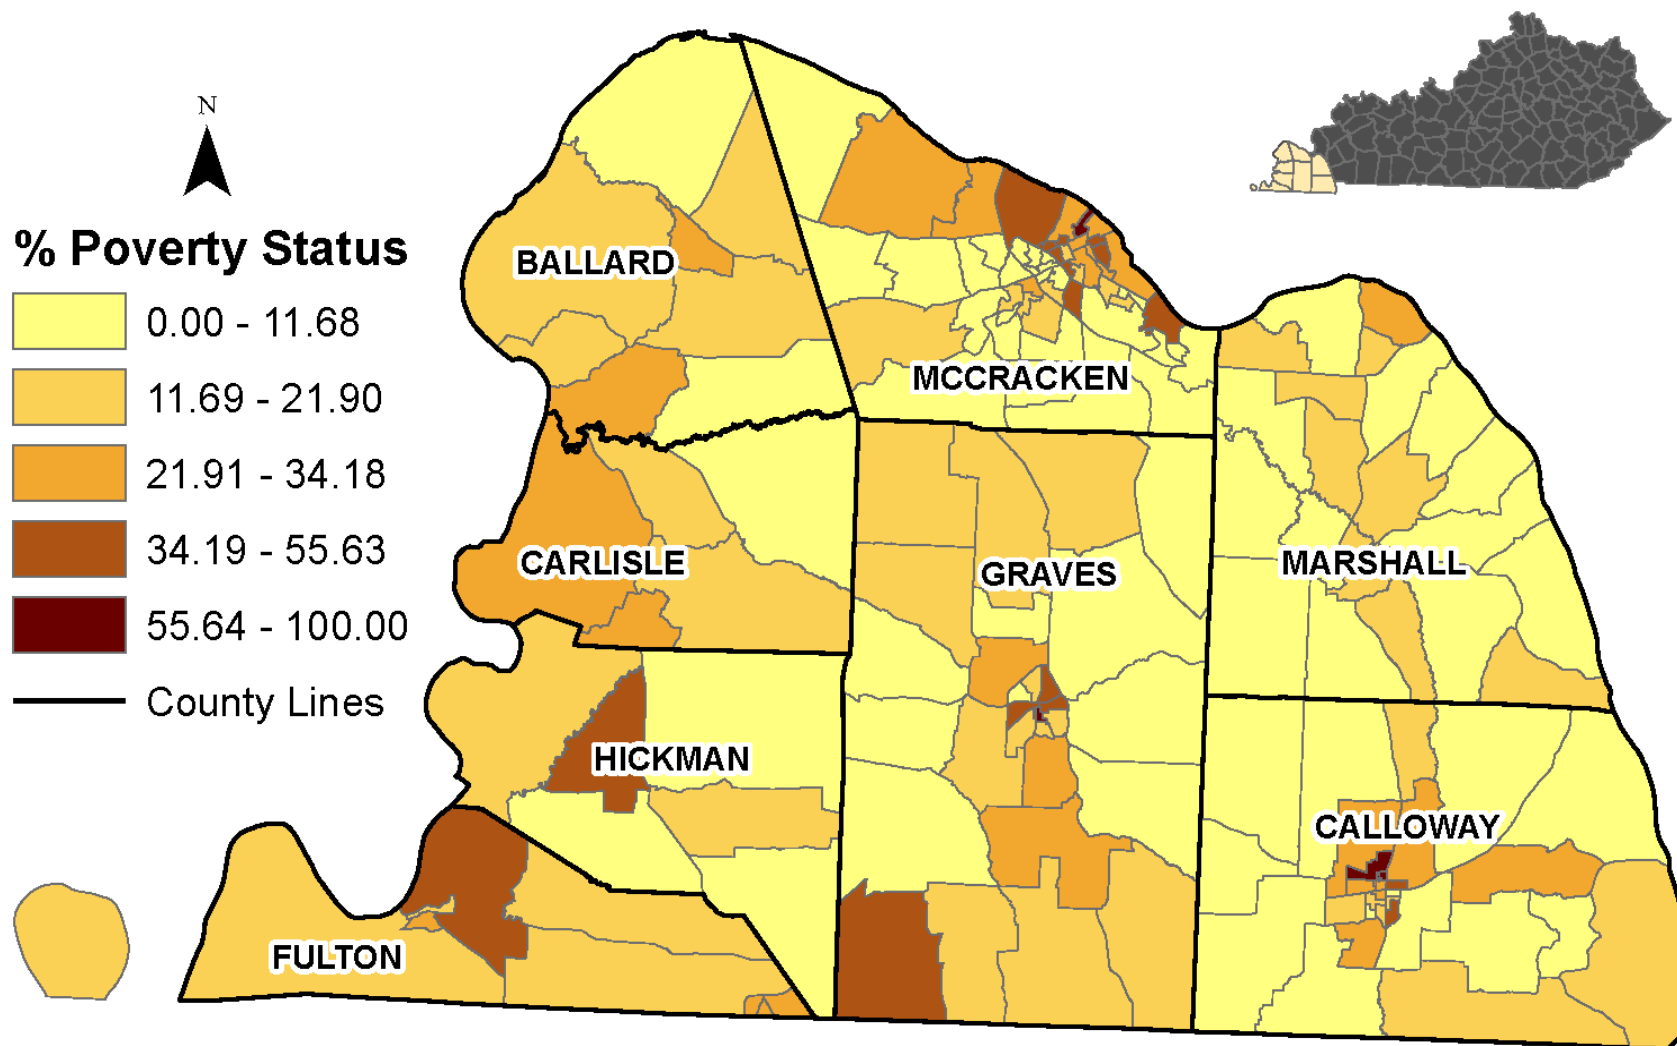 N
% Poverty Status
0.00 - 11.68
11.69 - 21.90
21.91 - 34.18
34.19 - 55.63
55.64 - 100.00
County Lines
BALLARD
MCCRACKEN
CARLISLE
GRAVES
MARSHALL
HICKMAN
CALLOWAY
FULTON